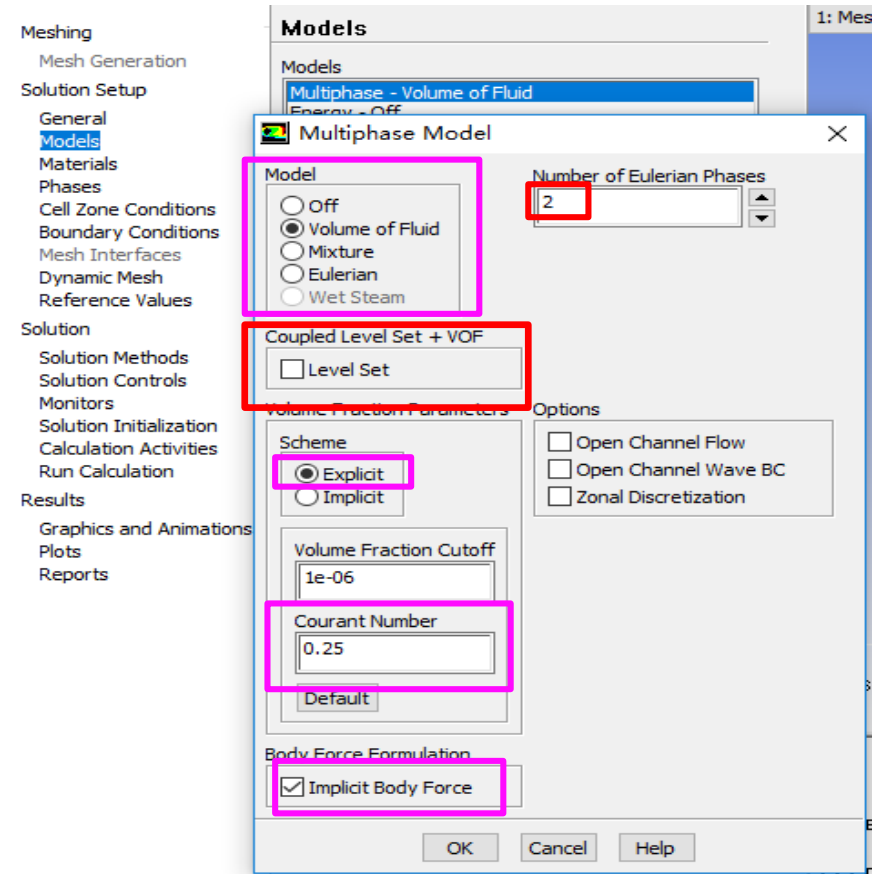 Meshing
Mesh Generation
Solution Setup
General
Models
Materials
Phases
Cell Zone Conditions
Boundary Conditions
Mesh Interfaces
Dynamic Mesh
Reference Values
Solution
Solution Methods
Solution Controls
Monitors
Solution Initialization
Calculation Activities
Run Calculation
Results
Graphics and Animations
Plots
Reports
Models
Models
Multiphase - Volume of Fluid
Energy - Off
1: Mes
Multiphase Model
Model
Off
Volume of Fluid
Mixture
Eulerian
Wet Steam
Number of Eulerian Phases
2
Coupled Level Set + VOF
Level Set
Volume Fraction Parameters
Scheme
Explicit
Implicit
Volume Fraction Cutoff
1e-06
Courant Number
0.25
Default
Options
Open Channel Flow
Open Channel Wave BC
Zonal Discretization
Body Force Formulation
Implicit Body Force
OK
Cancel
Help